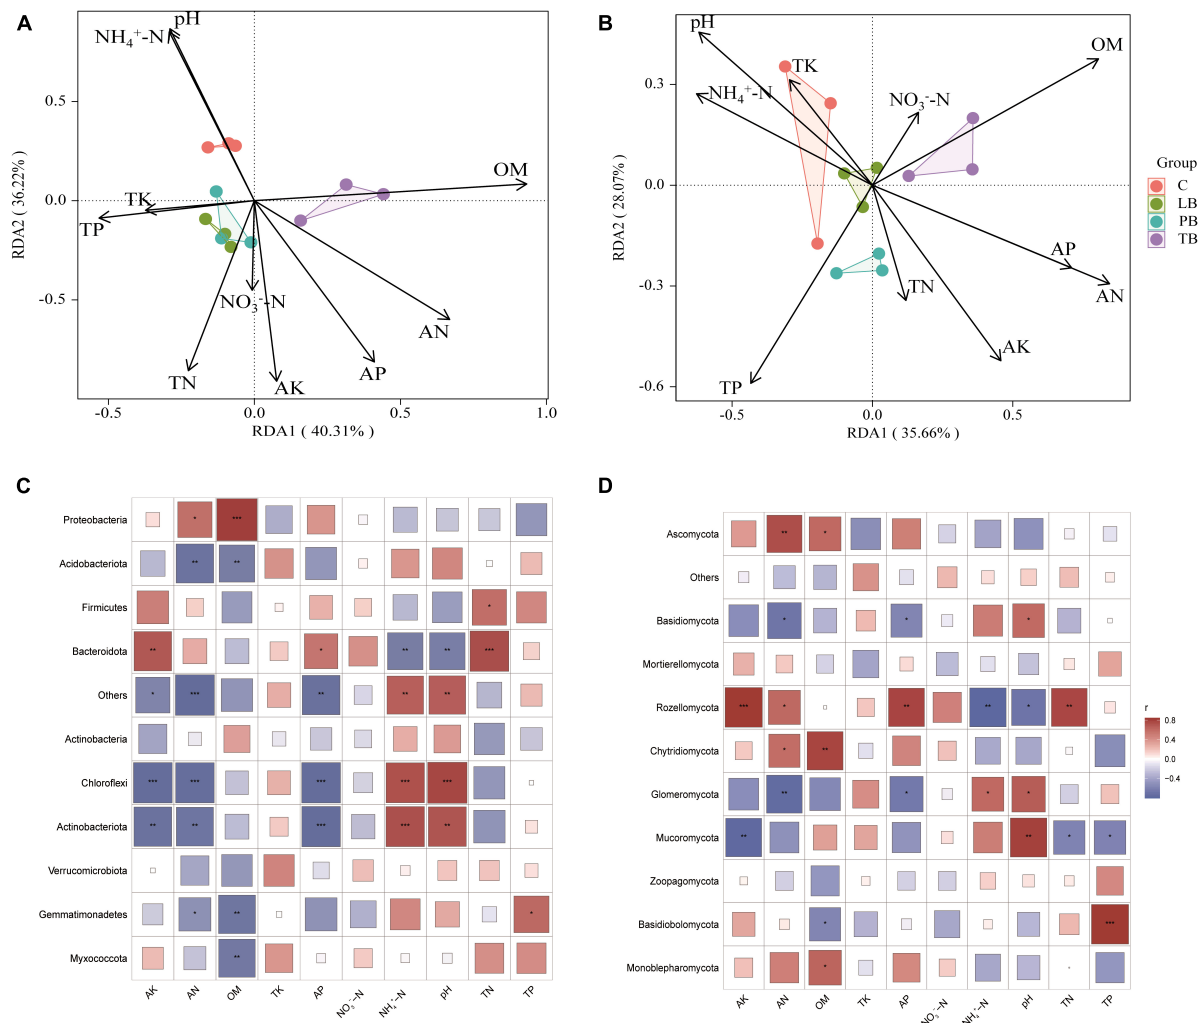 A
pH
NH4+-N
0.5
RDA2 ( 36.22% )
0.0
-0.5
OM
TK
TP
NO3--N
AN
AP
TN
AK
-0.5
0.0
0.5
1.0
RDA1 ( 40.31% )
B
pH
OM
TK
NH4+-N
NO3--N
0.3
0.0
-0.3
-0.6
RDA2 ( 28.07% )
AP
AN
TN
AK
TP
-0.5
0.0
0.5
RDA1 ( 35.66% )
Group
C
LB
PB
TB
C
Proteobacteria * ***
Acidobacteriota ** **
Firmicutes *
Bacteroidota ** * ** ** ***
Others * *** ** ** **
Actinobacteria
Chloroflexi *** *** *** *** ***
Actinobacteriota ** ** *** *** **
Verrucomicrobiota
Gemmatimonadetes * ** *
Myxococcota **
AK AN OM TK AP NO3--N NH4+-N pH TN TP
D
Ascomycota ** *
Others
Basidiomycota * * *
Mortierellomycota
Rozellomycota *** * ** ** * **
Chytridiomycota * **
Glomeromycota ** * * *
Mucoromycota ** ** * *
Zoopagomycota
Basidiobolomycota * ***
Monoblepharomycota *
AK AN OM TK AP NO3--N NH4+-N pH TN TP
r
0.8
0.4
0.0
−0.4